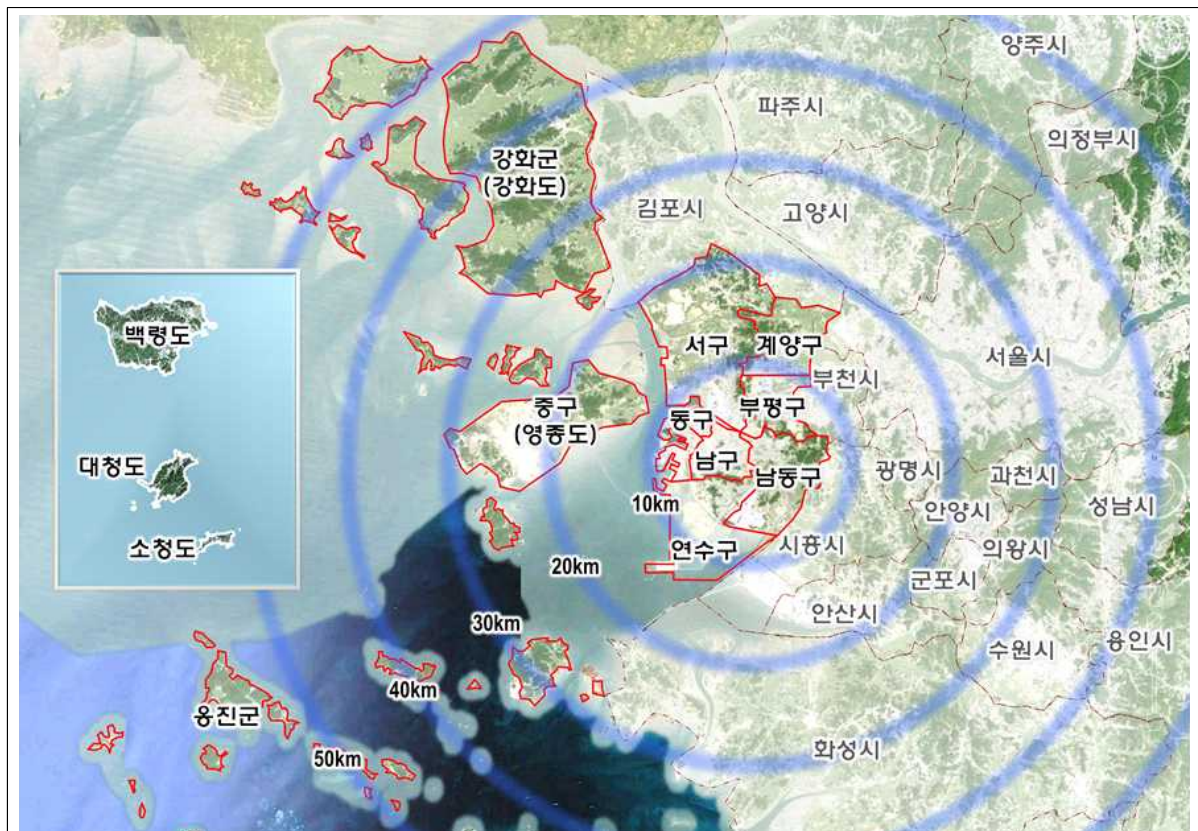 양주시
파주시
의정부시
강화군
(강화도)
김포시
고양시
백령도
서구
계양구
서울시
부천시
중구
(영종도)
동구
부평구
대청도
남구
남동구
광명시
과천시
10km
성남시
안양시
소청도
연수구
시흥시
의왕시
20km
군포시
안산시
30km
수원시
용인시
40km
옹진군
화성시
50km